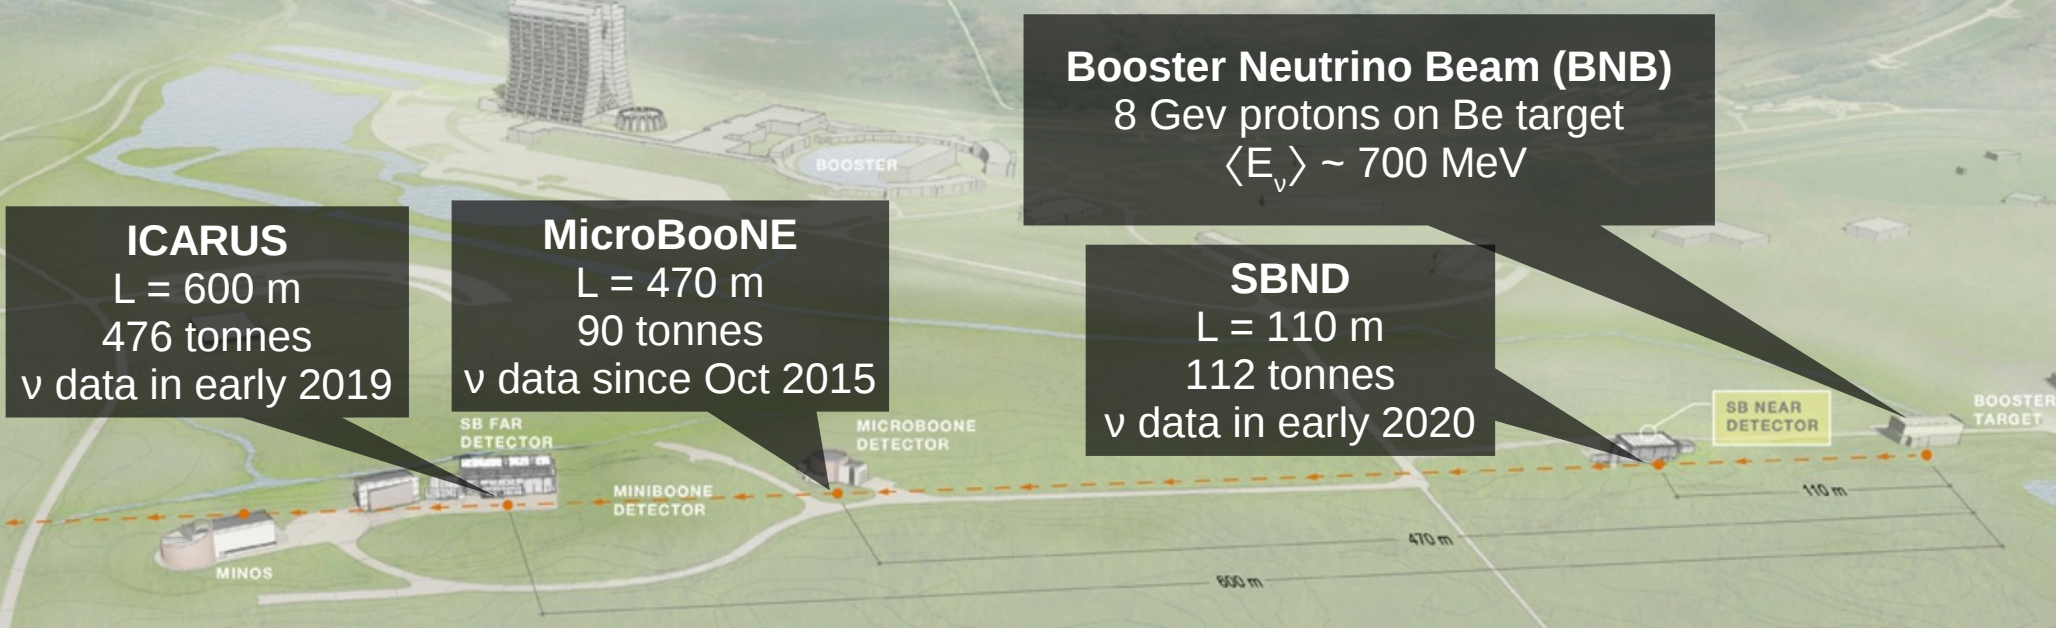 Booster Neutrino Beam (BNB)
8 Gev protons on Be target
⟨Eν⟩ ~ 700 MeV
BOOSTER
ICARUS
L = 600 m
476 tonnes
ν data in early 2019
MicroBooNE
L = 470 m
90 tonnes
ν data since Oct 2015
SBND
L = 110 m
112 tonnes
ν data in early 2020
SB NEAR
DETECTOR
BOOSTER
TARGET
SB FAR
DETECTOR
MICROBOONE
DETECTOR
MINIBOONE
DETECTOR
MINOS
110 m
470 m
600 m